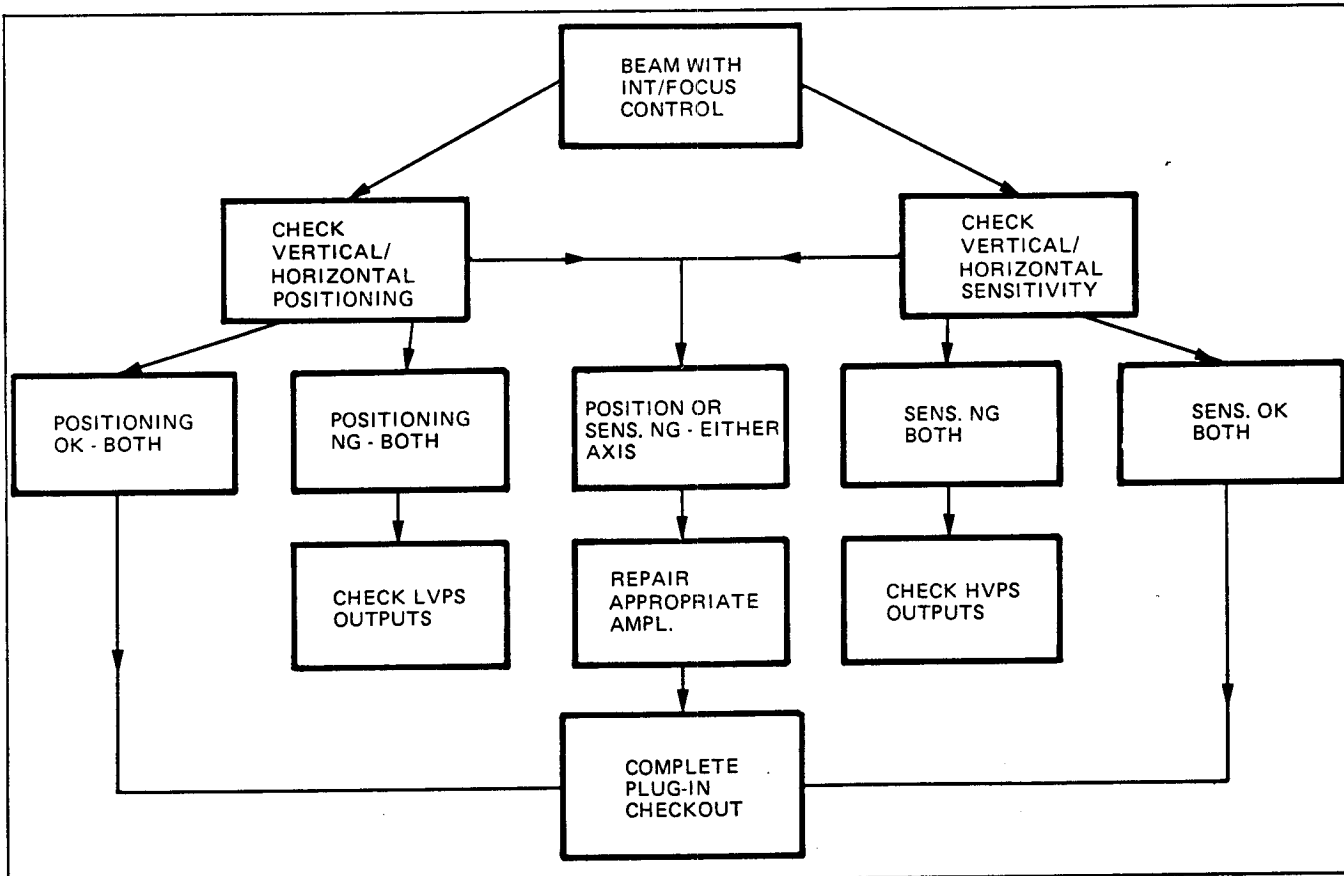 BEAM WITH
INT/FOCUS
CONTROL
CHECK
VERTICAL/
HORIZONTAL
POSITIONING
CHECK
VERTICAL/
HORIZONTAL
SENSITIVITY
POSITIONING
OK - BOTH
POSITIONING
NG - BOTH
POSITION OR
SENS. NG - EITHER
AXIS
SENS. NG
BOTH
SENS. OK
BOTH
CHECK LVPS
OUTPUTS
REPAIR
APPROPRIATE
AMPL.
CHECK HVPS
OUTPUTS
COMPLETE
PLUG-IN
CHECKOUT